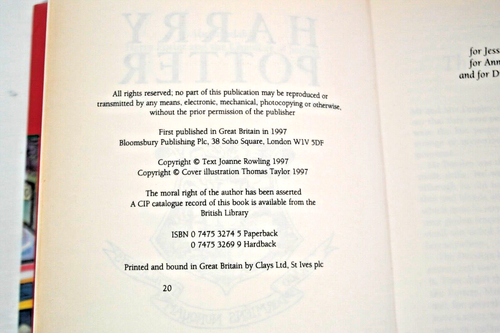 All rights reserved; no part of this publication may be reproduced or
transmitted by any means, electronic, mechanical, photocopying or otherwise,
without the prior permission of the publisher
First published in Great Britain in 1997
Bloomsbury Publishing Plc, 38 Soho Square, London W1V 5DF
Copyright © Text Joanne Rowling 1997
Copyright © Cover illustration Thomas Taylor 1997
The moral right of the author has been asserted
A CIP catalogue record of this book is available from the
British Library
ISBN 0 7475 3274 5 Paperback
0 7475 3269 9 Hardback
Printed and bound in Great Britain by Clays Ltd, St Ives plc
20
for Jess
for Ann
and for D
HARRY
POTTER